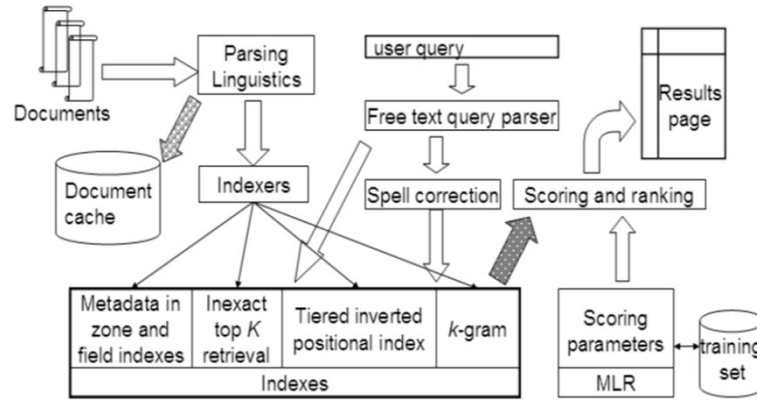 Documents
Parsing
Linguistics
user query
Free text query parser
Results
page
Document
cache
Indexers
Spell correction
Scoring and ranking
Metadata in
zone and
field indexes
Inexact
top K
retrieval
Tiered inverted
positional index
k-gram
Indexes
Scoring
parameters
MLR
training
set